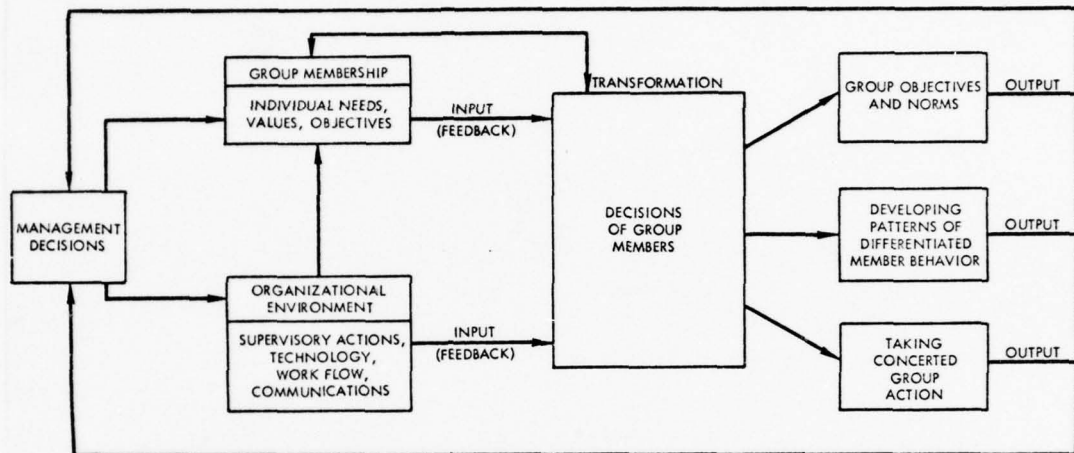 MANAGEMENT
DECISIONS
GROUP MEMBERSHIP
INDIVIDUAL NEEDS,
VALUES, OBJECTIVES
ORGANIZATIONAL
ENVIRONMENT
SUPERVISORY ACTIONS,
TECHNOLOGY,
WORK FLOW,
COMMUNICATIONS
INPUT
(FEEDBACK)
INPUT
(FEEDBACK)
TRANSFORMATION
DECISIONS
OF GROUP
MEMBERS
GROUP OBJECTIVES
AND NORMS
OUTPUT
DEVELOPING
PATTERNS OF
DIFFERENTIATED
MEMBER BEHAVIOR
OUTPUT
TAKING
CONCERTED
GROUP
ACTION
OUTPUT